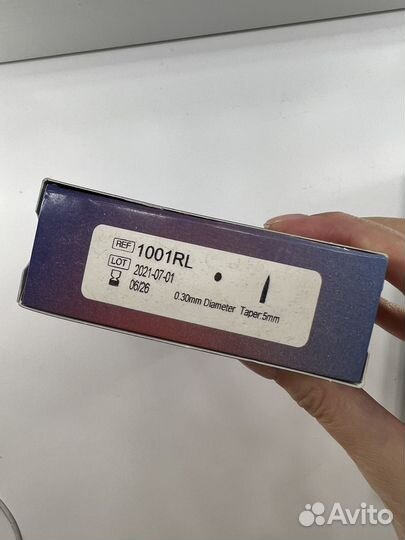 REF 1001RL
LOT 2021-07-01
06/26
0.30mm Diameter Taper:5mm
Avito